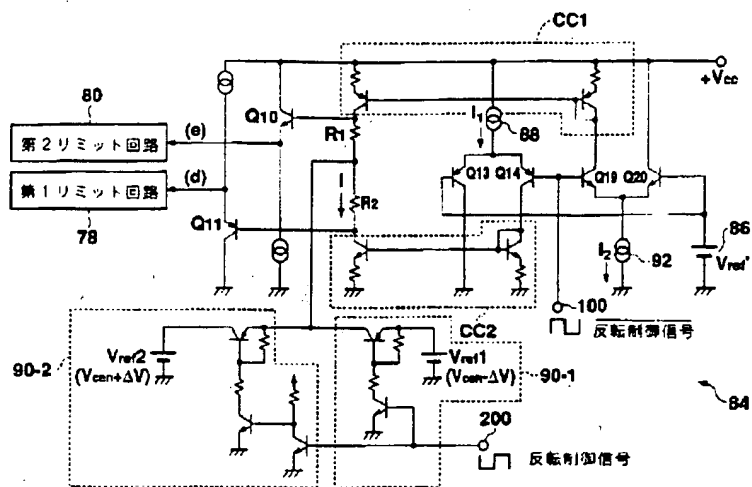 CC1
+Vcc
80
(e)
Q10
R1
I1
88
第2リミット回路
(d)
第1リミット回路
78
I
R2
Q13
Q14
Q19
Q20
Q11
86
Vref'
I2
92
100
反転制御信号
CC2
90-2
Vref2
(Vcen+ΔV)
Vref1
(Vcen-ΔV)
90-1
84
200
反転制御信号